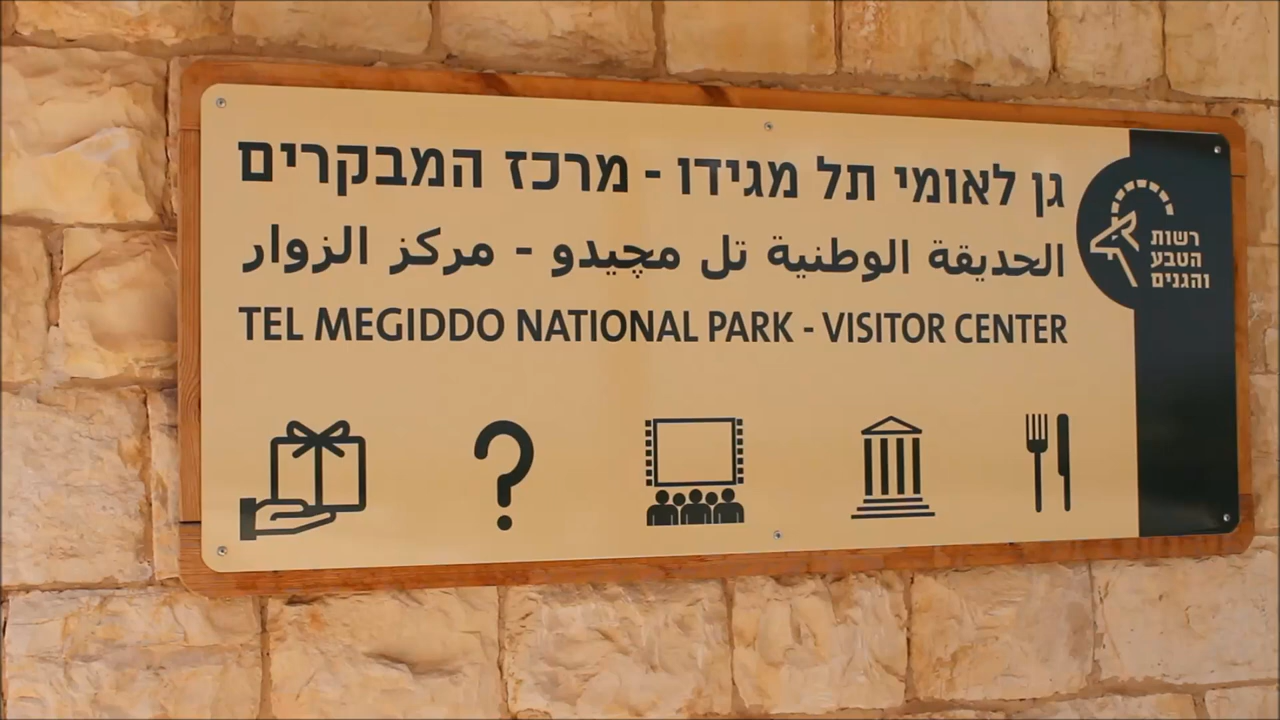 גן לאומי תל מגידו - מרכז המבקרים
الحديقة الوطنية تل مچيدو - مركز الزوار
TEL MEGIDDO NATIONAL PARK - VISITOR CENTER
רשות
הטבע
והגנים